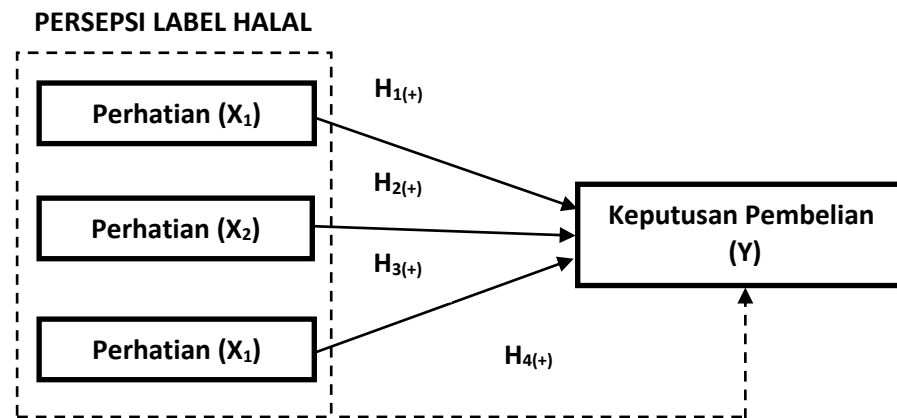 PERSEPSI LABEL HALAL
Perhatian (X₁)
H₁₍₊₎
Perhatian (X₂)
H₂₍₊₎
Keputusan Pembelian
(Y)
H₃₍₊₎
Perhatian (X₁)
H₄₍₊₎